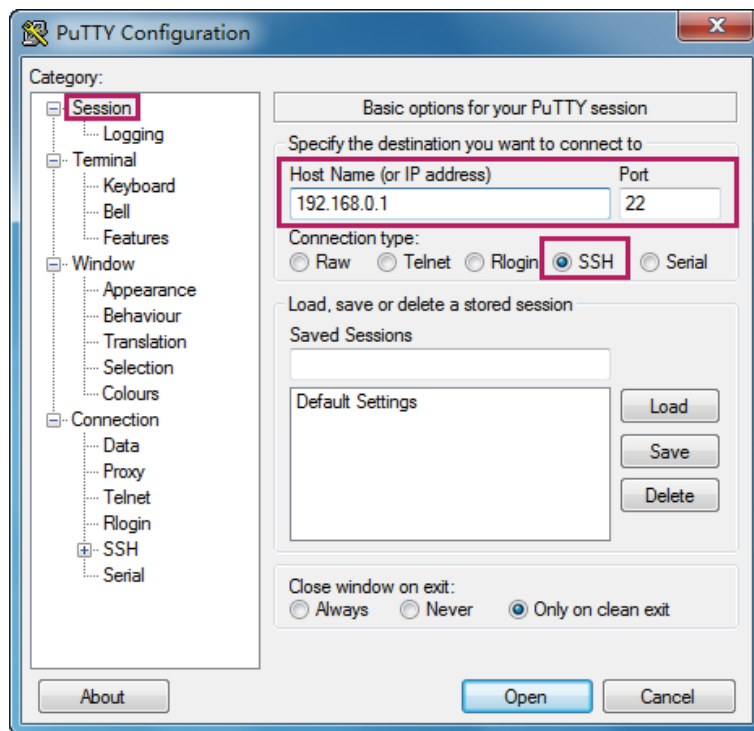 PuTTY Configuration
Category:
Session
Logging
Terminal
Keyboard
Bell
Features
Window
Appearance
Behaviour
Translation
Selection
Colours
Connection
Data
Proxy
Telnet
Rlogin
SSH
Serial
Basic options for your PuTTY session
Specify the destination you want to connect to
Host Name (or IP address) Port
192.168.0.1 22
Connection type:
Raw Telnet Rlogin SSH Serial
Load, save or delete a stored session
Saved Sessions
Default Settings
Load
Save
Delete
Close window on exit:
Always Never Only on clean exit
About Open Cancel